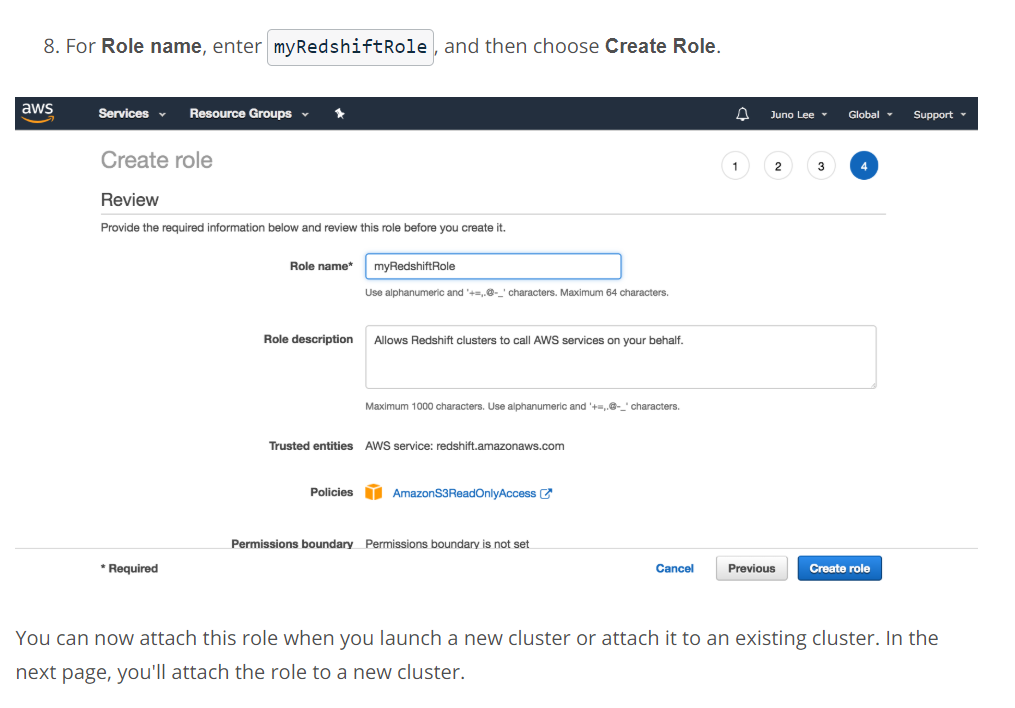 8. For Role name, enter myRedshiftRole, and then choose Create Role.
aws Services Resource Groups Juno Lee Global Support
Create role 1 2 3 4
Review
Provide the required information below and review this role before you create it.
Role name* myRedshiftRole
Use alphanumeric and '+=,.@-_' characters. Maximum 64 characters.
Role description Allows Redshift clusters to call AWS services on your behalf.
Maximum 1000 characters. Use alphanumeric and '+=,.@-_' characters.
Trusted entities AWS service: redshift.amazonaws.com
Policies AmazonS3ReadOnlyAccess
Permissions boundary Permissions boundary is not set
* Required Cancel Previous Create role
You can now attach this role when you launch a new cluster or attach it to an existing cluster. In the
next page, you'll attach the role to a new cluster.